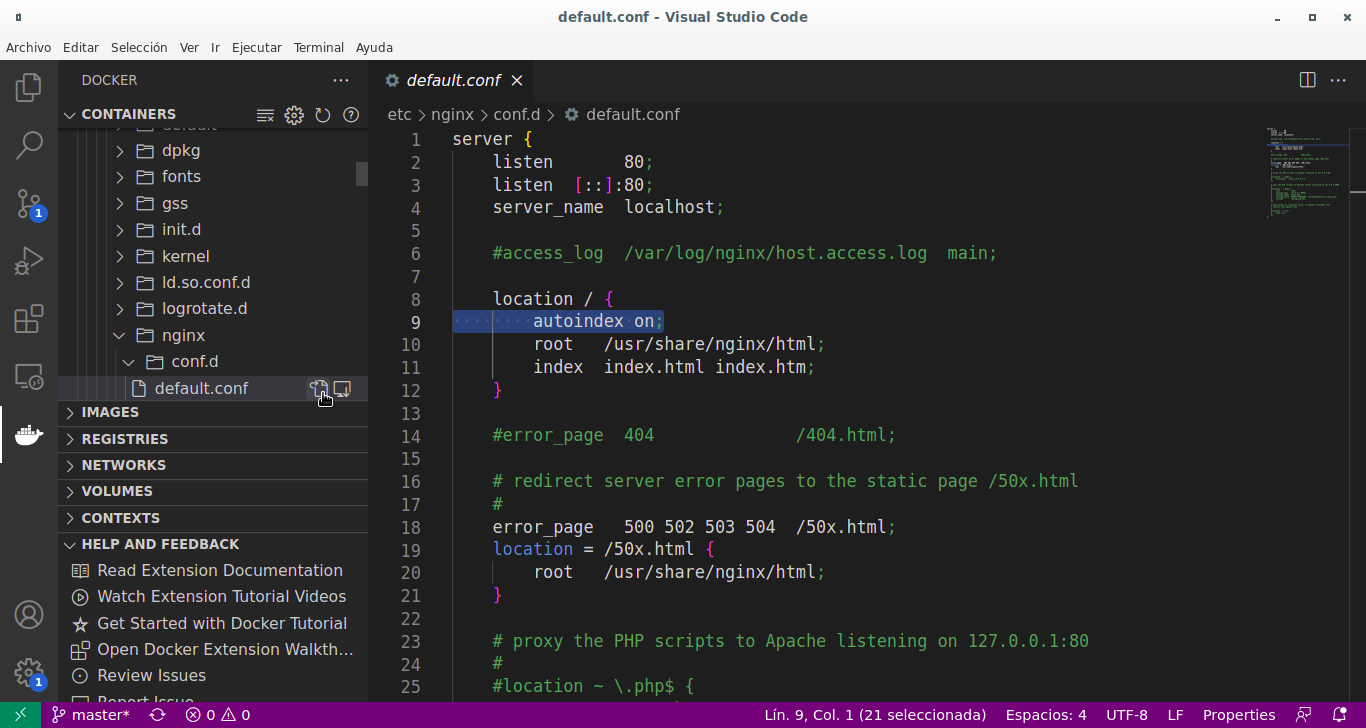 default.conf - Visual Studio Code
Archivo Editar Selección Ver Ir Ejecutar Terminal Ayuda
DOCKER
CONTAINERS
default
dpkg
fonts
gss
init.d
kernel
ld.so.conf.d
logrotate.d
nginx
conf.d
default.conf
IMAGES
REGISTRIES
NETWORKS
VOLUMES
CONTEXTS
HELP AND FEEDBACK
Read Extension Documentation
Watch Extension Tutorial Videos
Get Started with Docker Tutorial
Open Docker Extension Walkth...
Review Issues
Report Issue
1
1
default.conf
etc > nginx > conf.d > default.conf
1 server {
2     listen       80;
3     listen  [::]:80;
4     server_name  localhost;
5
6     #access_log  /var/log/nginx/host.access.log  main;
7
8     location / {
9         autoindex on;
10         root   /usr/share/nginx/html;
11         index  index.html index.htm;
12     }
13
14     #error_page  404              /404.html;
15
16     # redirect server error pages to the static page /50x.html
17     #
18     error_page   500 502 503 504  /50x.html;
19     location = /50x.html {
20         root   /usr/share/nginx/html;
21     }
22
23     # proxy the PHP scripts to Apache listening on 127.0.0.1:80
24     #
25     #location ~ \.php$ {
master* 0 0 Lín. 9, Col. 1 (21 seleccionada) Espacios: 4 UTF-8 LF Properties